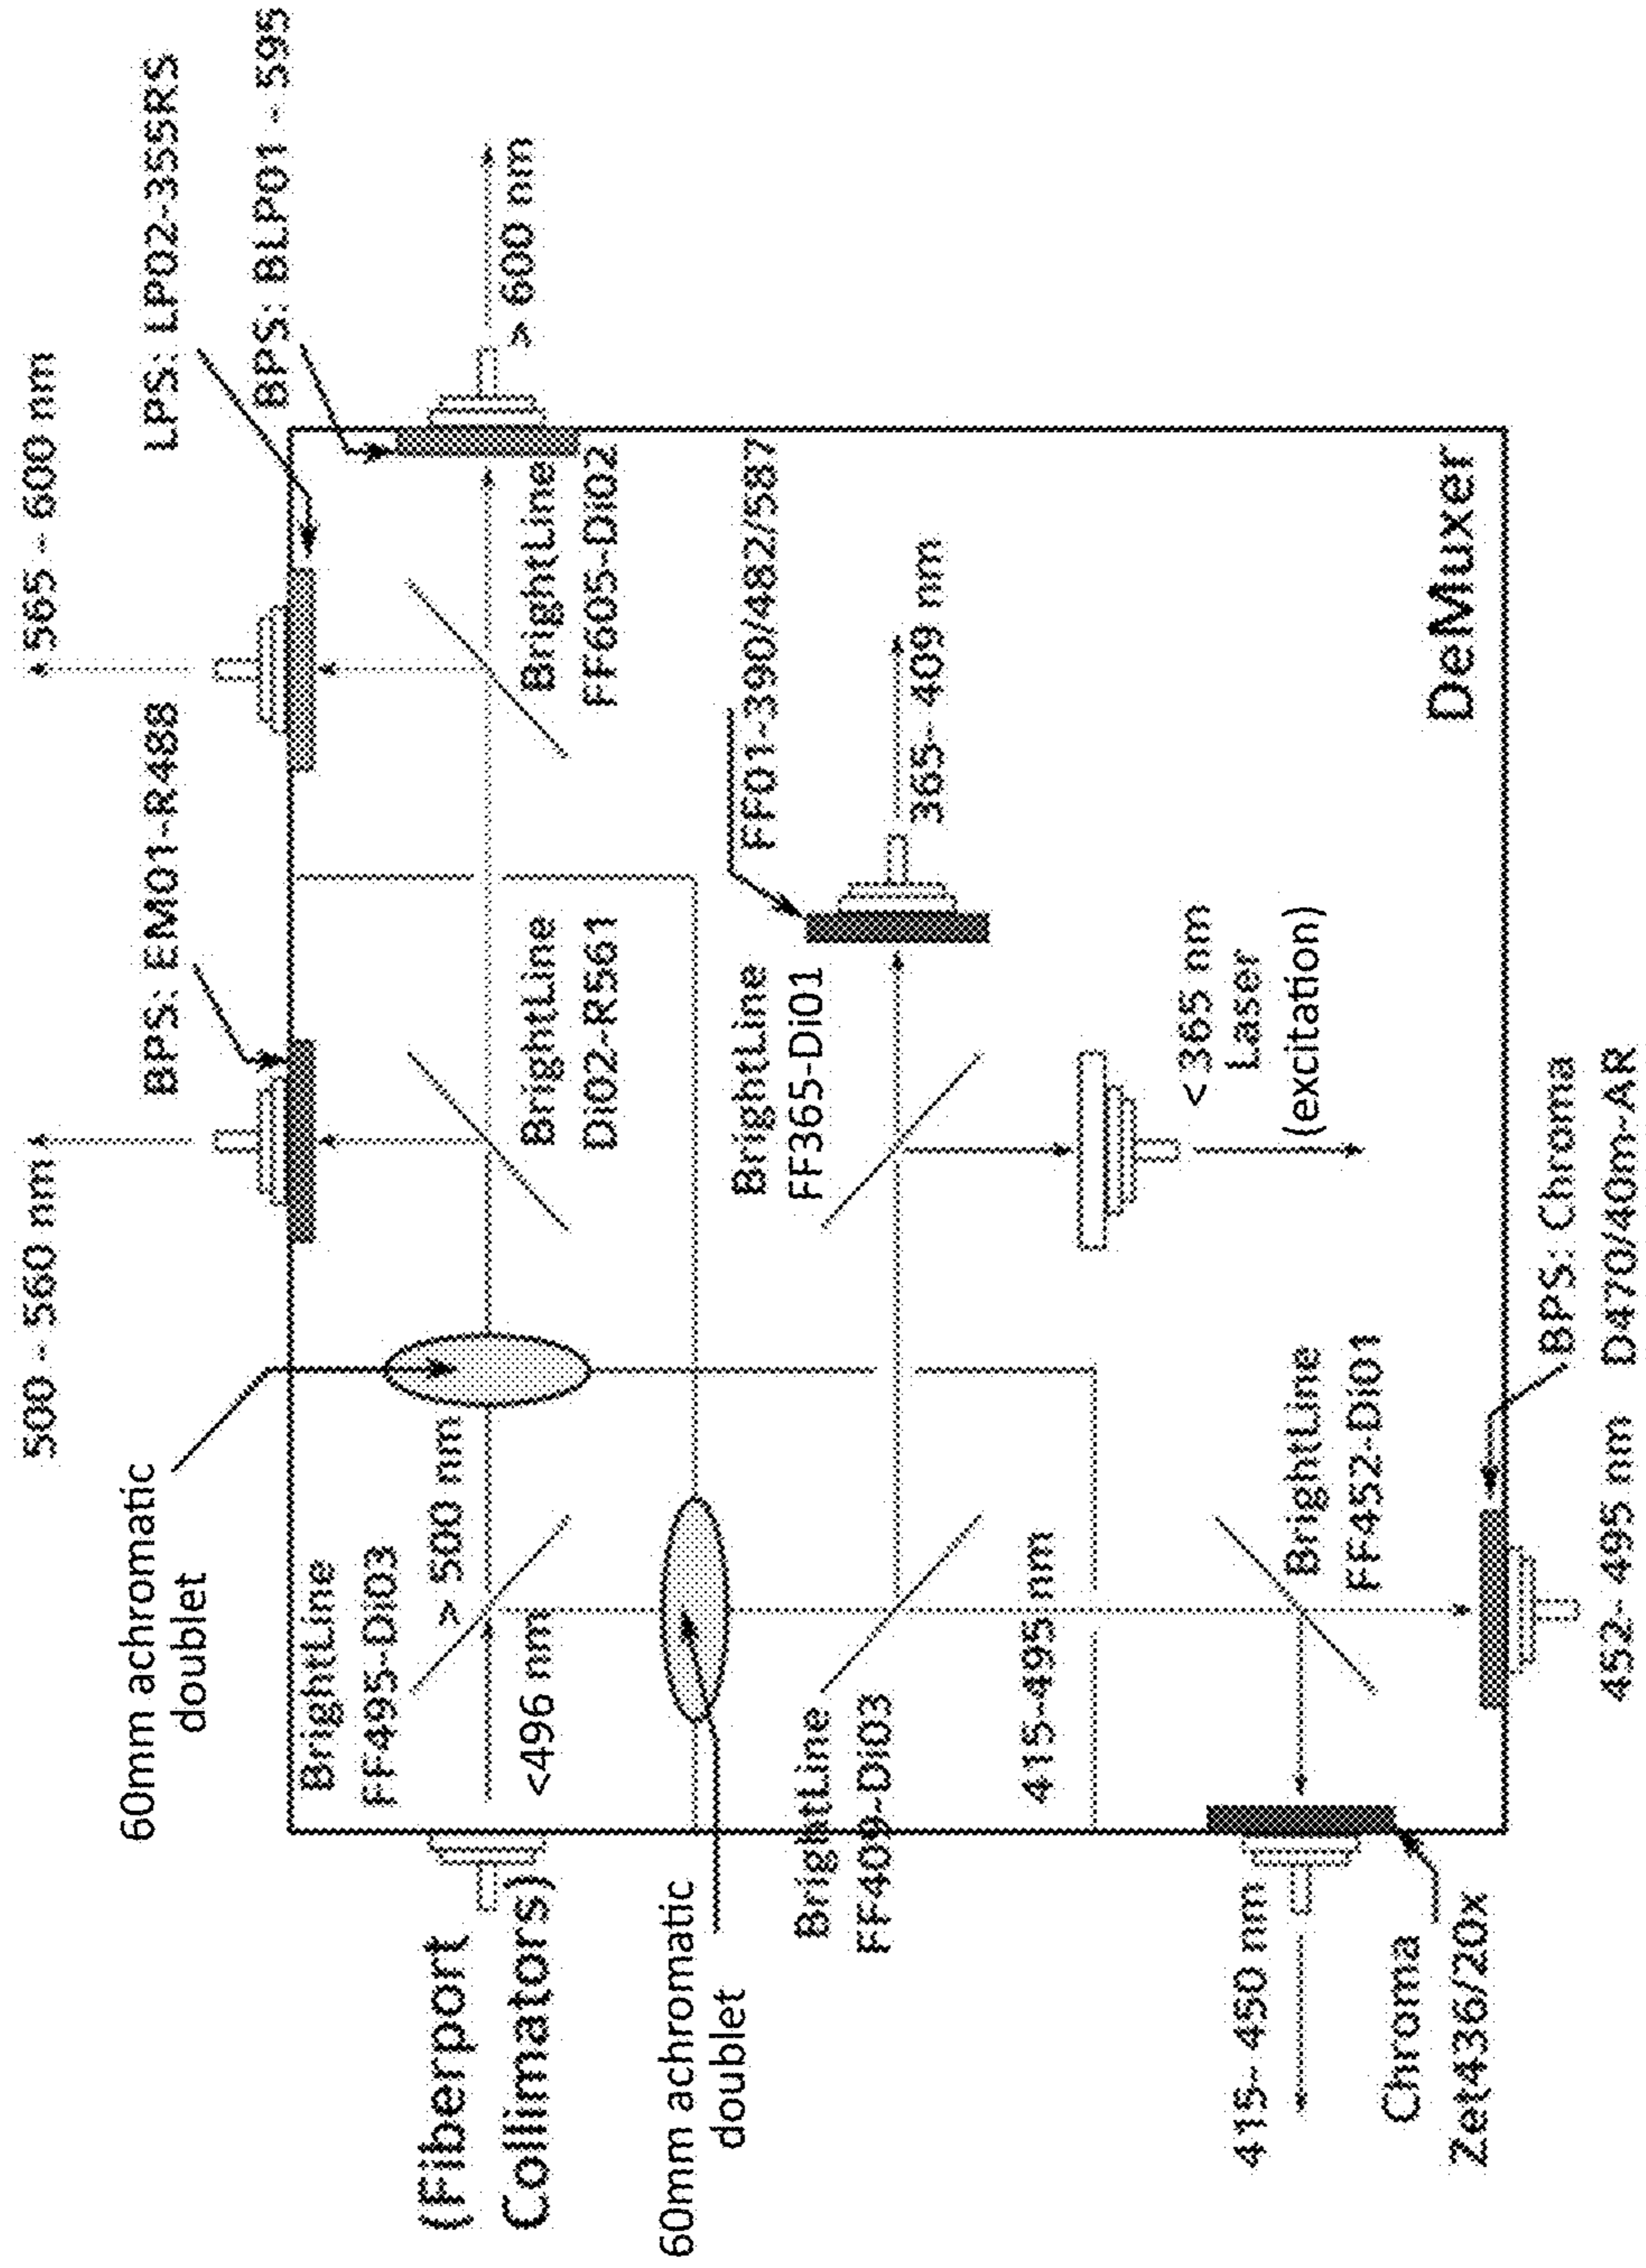 500 - 560 nm
565 - 600 nm
60mm achromatic
doublet
BPS: EM01-R488
LPS: LP02-355RS
BPS: BLP01 - 595
BrightLine
FF495-Di03
> 500 nm
<496 nm
(Fiberport
Collimators)
BrightLine
Di02-R561
BrightLine
FF605-Di02
> 600 nm
60mm achromatic
doublet
BrightLine
FF409-Di03
BrightLine
FF365-Di01
FF01-390/482/587
365- 409 nm
415-495 nm
<365 nm
Laser
(excitation)
415- 450 nm
Chroma
Zet436/20x
BrightLine
FF452-Di01
DeMuxer
BPS: Chroma
D470/40m-AR
452- 495 nm